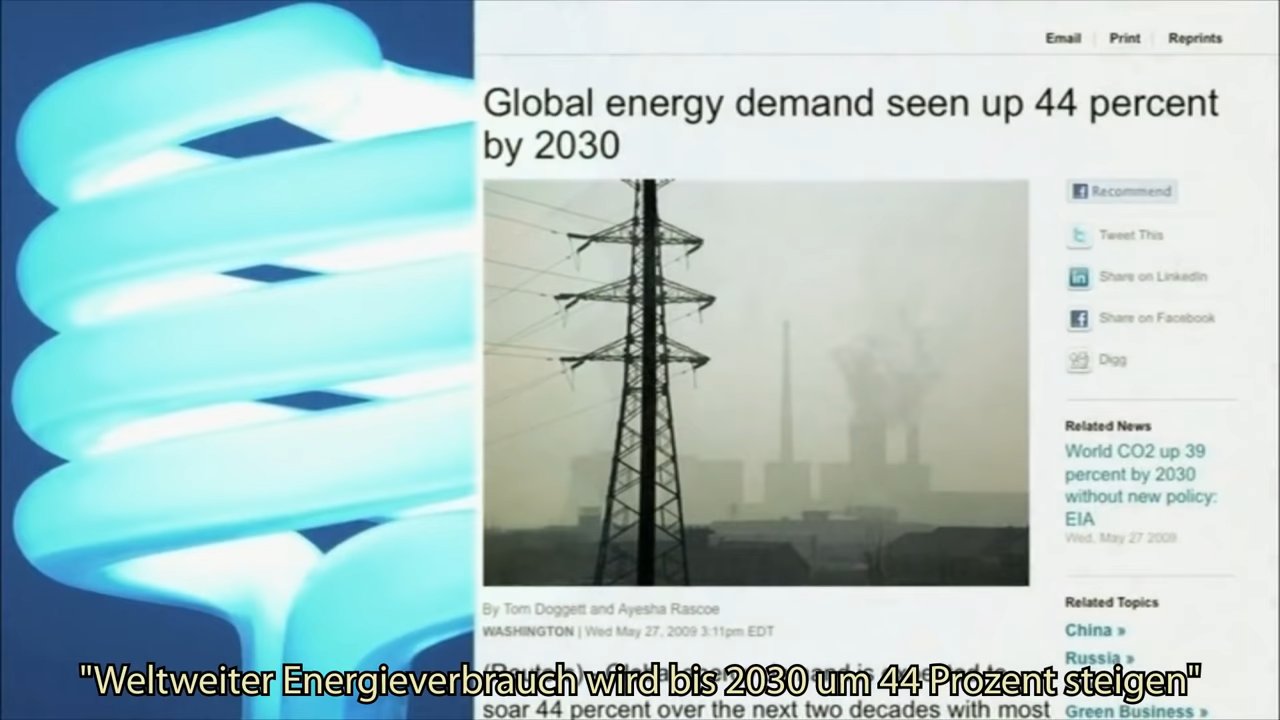 Email | Print | Reprints
Global energy demand seen up 44 percent
by 2030
Recommend
Tweet This
Share on LinkedIn
Share on Facebook
Digg
Related News
World CO2 up 39
percent by 2030
without new policy:
EIA
Wed, May 27 2009
By Tom Doggett and Ayesha Rascoe
WASHINGTON | Wed May 27, 2009 3:11pm EDT
Related Topics
China »
Russia »
Green Business »
soar 44 percent over the next two decades with most
"Weltweiter Energieverbrauch wird bis 2030 um 44 Prozent steigen"